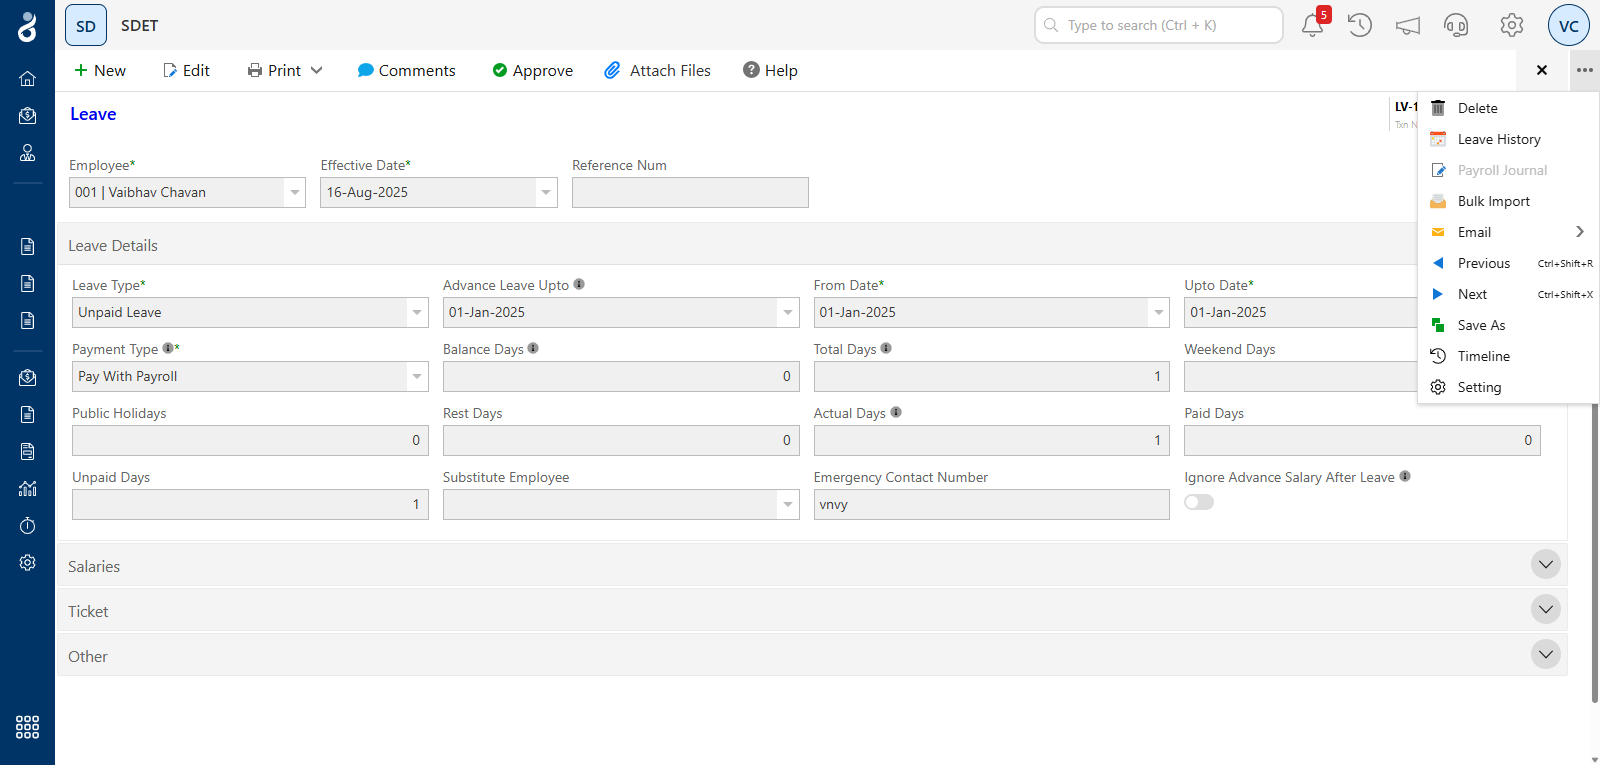 SD
SDET
Type to search (Ctrl + K)
5
VC
New
Edit
Print
Comments
Approve
Attach Files
Help
Leave
LV-1
Txn N
Delete
Leave History
Payroll Journal
Bulk Import
Email
Previous Ctrl+Shift+R
Next Ctrl+Shift+X
Save As
Timeline
Setting
Employee* Effective Date* Reference Num
001 | Vaibhav Chavan 16-Aug-2025
Leave Details
Leave Type* Advance Leave Upto From Date* Upto Date*
Unpaid Leave 01-Jan-2025 01-Jan-2025 01-Jan-2025
Payment Type * Balance Days Total Days Weekend Days
Pay With Payroll 0 1
Public Holidays Rest Days Actual Days Paid Days
0 0 1 0
Unpaid Days Substitute Employee Emergency Contact Number Ignore Advance Salary After Leave
1 vnvy
Salaries
Ticket
Other